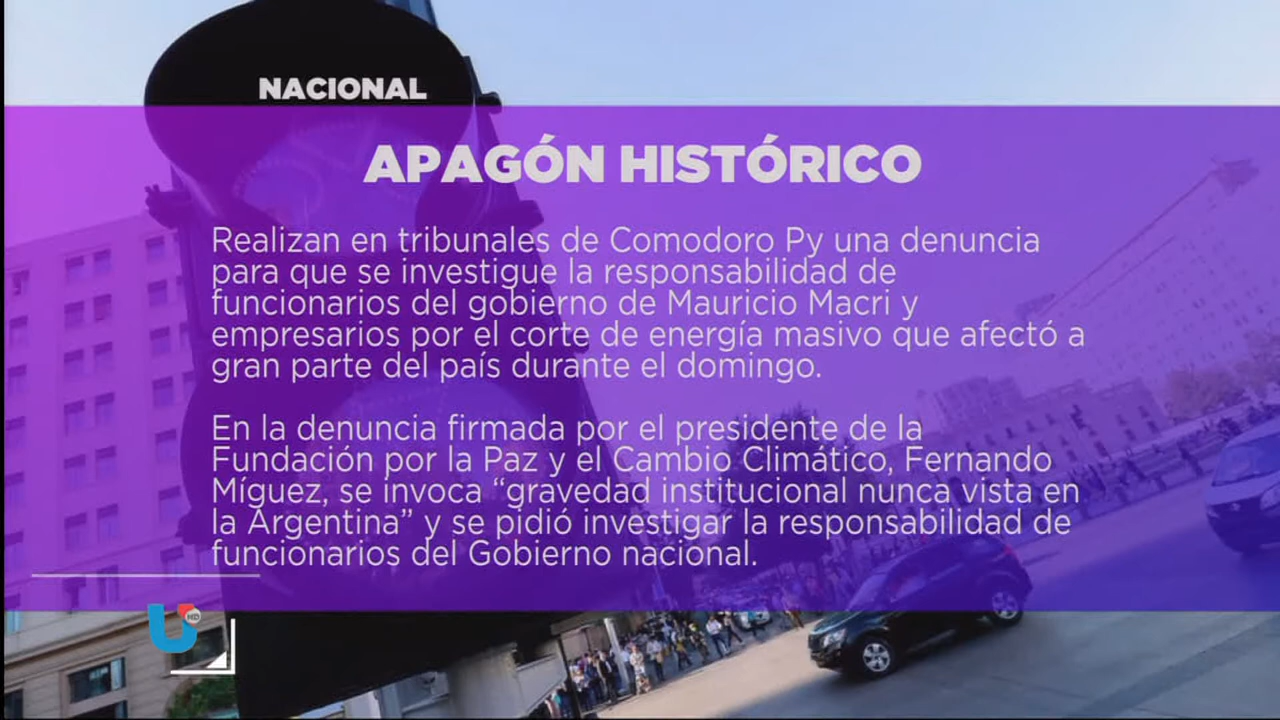 NACIONAL
APAGÓN HISTÓRICO
Realizan en tribunales de Comodoro Py una denuncia
para que se investigue la responsabilidad de
funcionarios del gobierno de Mauricio Macri y
empresarios por el corte de energía masivo que afectó a
gran parte del país durante el domingo.
En la denuncia firmada por el presidente de la
Fundación por la Paz y el Cambio Climático, Fernando
Míguez, se invoca “gravedad institucional nunca vista en
la Argentina” y se pidió investigar la responsabilidad de
funcionarios del Gobierno nacional.
U HD